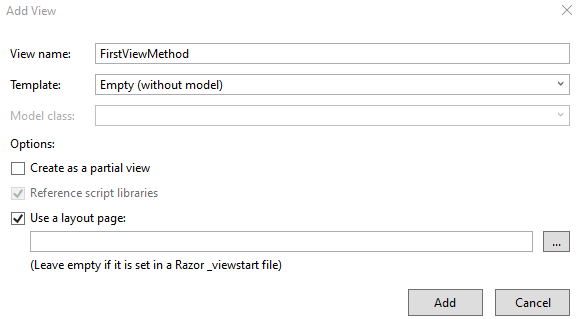 Add View
View name: FirstViewMethod
Template: Empty (without model)
Model class:
Options:
Create as a partial view
Reference script libraries
Use a layout page:
...
(Leave empty if it is set in a Razor _viewstart file)
Add Cancel